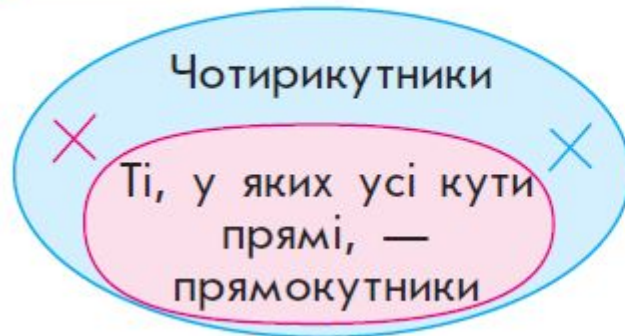 Чотирикутники
Ті, у яких усі кути
прямі, —
прямокутники